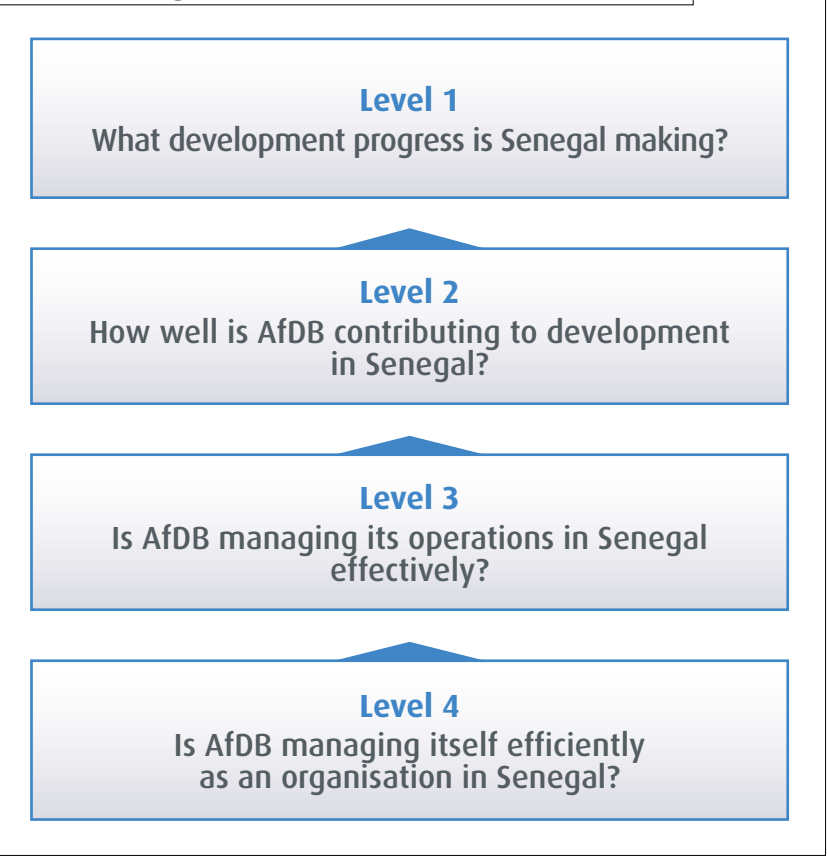 Level 1
What development progress is Senegal making?
Level 2
How well is AfDB contributing to development
in Senegal?
Level 3
Is AfDB managing its operations in Senegal
effectively?
Level 4
Is AfDB managing itself efficiently
as an organisation in Senegal?